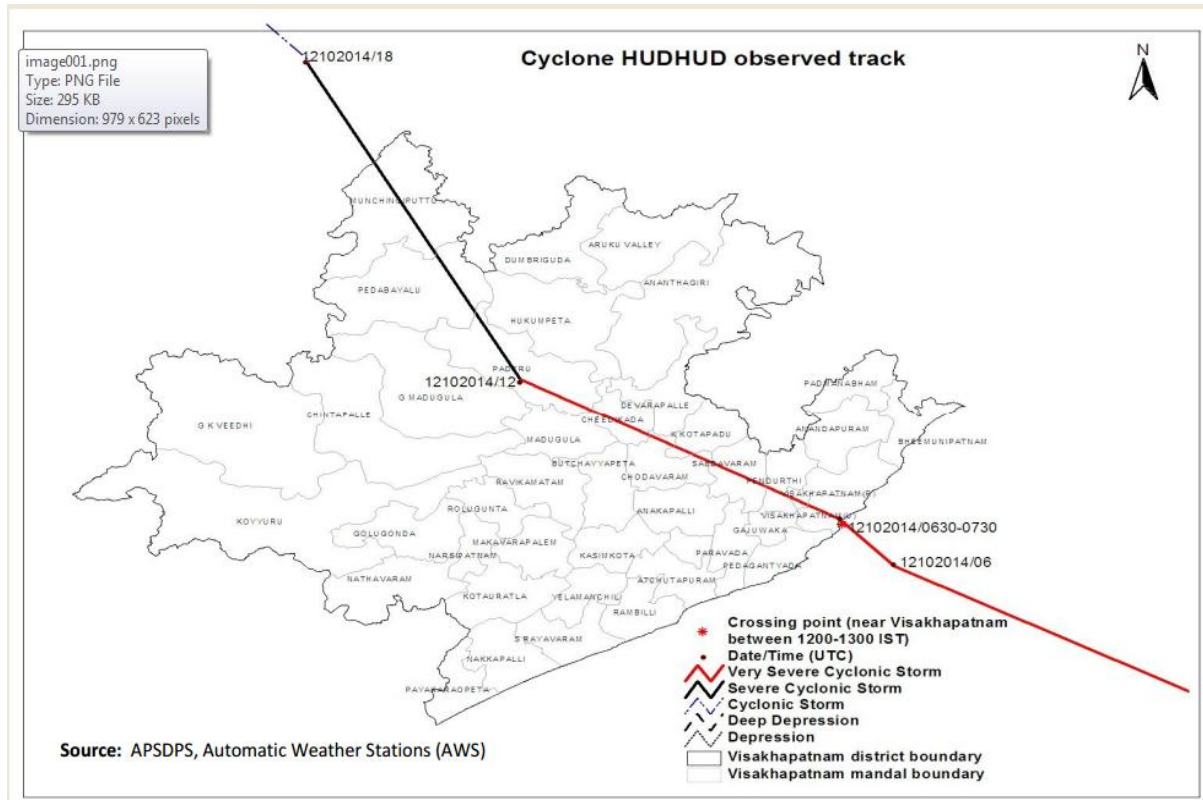 image001.png
Type: PNG File
Size: 295 KB
Dimension: 979 x 623 pixels
12102014/18
Cyclone HUDHUD observed track
N
MUNCHINGIPUTTU
ARUKU VALLEY
DUMBRIGUDA
ANANTHAGIRI
PEDABAYALU
HUKUMPETA
PADERU
12102014/12
G MADUGULA
PADMANABHAM
CHINTAPALLE
DEVARAPALLE
CHEEDIKADA
G K VEEDHI
K KOTAPADU
ANANDAPURAM
BHEEMUNIPATNAM
MADUGULA
BUTCHAYYAPETA
SABBAVARAM
CHODAVARAM
PENDURTHI
RAVIKAMATAM
VISAKHAPATNAM(R)
ROLUGUNTA
ANAKAPALLI
VISAKHAPATNAM(U)
KOYYURU
12102014/0630-0730
GOLUGONDA
MAKAVARAPALEM
GAJUWAKA
NARSIPATNAM
KASIMKOTA
PARAVADA
PEDAGANTYADA
12102014/06
NATHAVARAM
ATCHUTAPURAM
KOTAURATLA
YELAMANCHILI
RAMBILLI
S RAYAVARAM
NAKKAPALLI
PAYAKARAOPETA
Crossing point (near Visakhapatnam
between 1200-1300 IST)
Date/Time (UTC)
Very Severe Cyclonic Storm
Severe Cyclonic Storm
Cyclonic Storm
Deep Depression
Depression
Visakhapatnam district boundary
Visakhapatnam mandal boundary
Source: APSDPS, Automatic Weather Stations (AWS)